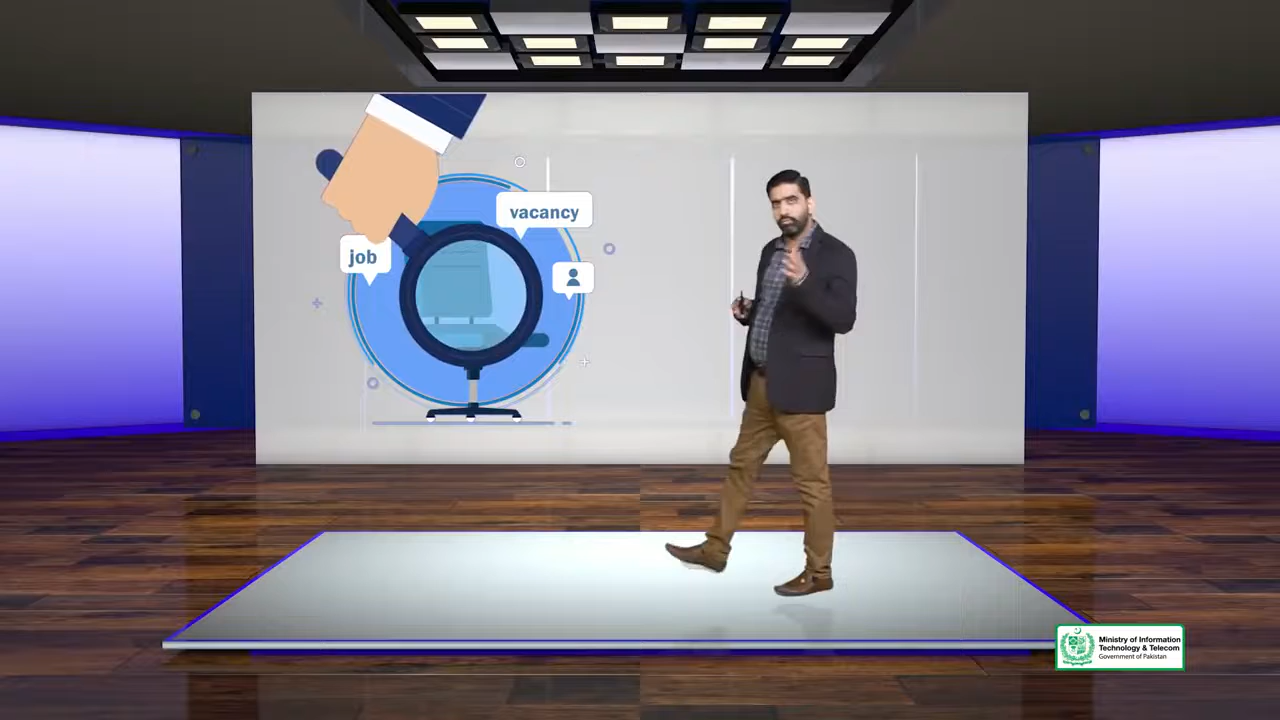 vacancy
job
Ministry of Information
Technology & Telecom
Government of Pakistan